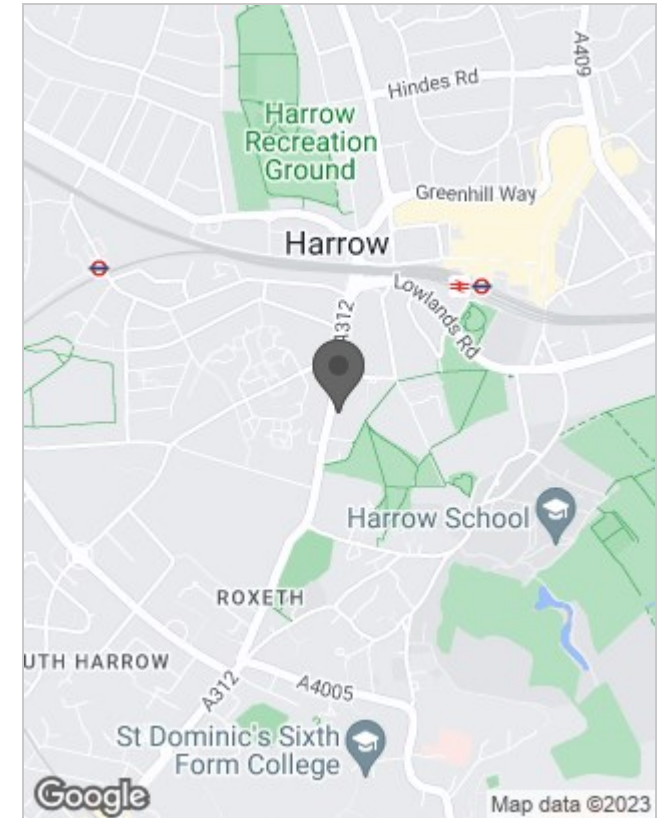 A409
Hindes Rd
Harrow
Recreation
Ground
Greenhill Way
Harrow
Lowlands Rd
A312
Harrow School
ROXETH
UTH HARROW
A312
A4005
St Dominic's Sixth
Form College
Google
Map data ©2023